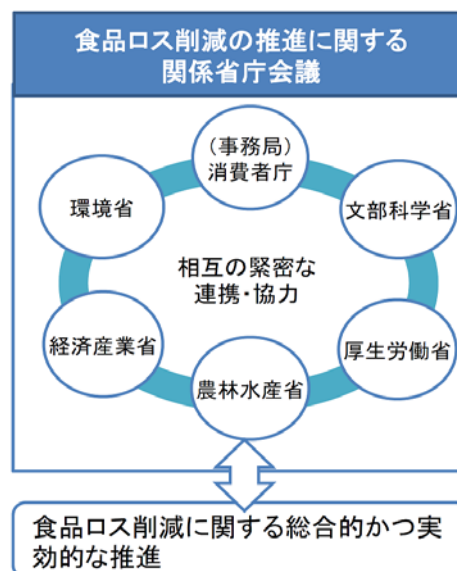 食品ロス削減の推進に関する
関係省庁会議
（事務局）
消費者庁
環境省
文部科学省
相互の緊密な
連携・協力
経済産業省
厚生労働省
農林水産省
食品ロス削減に関する総合的かつ実
効的な推進